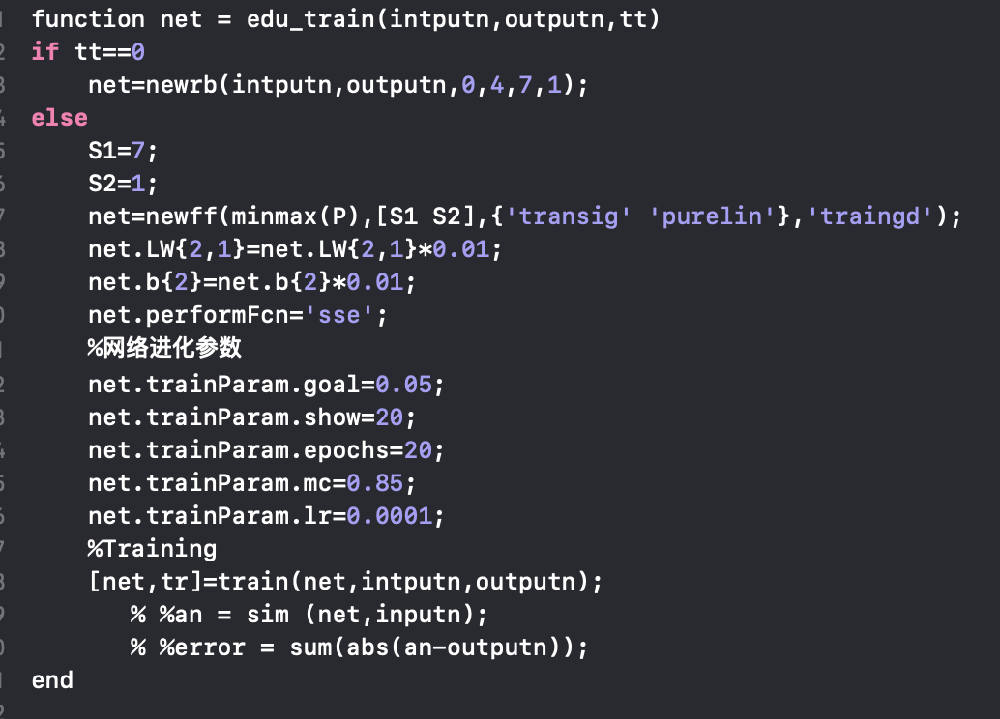 function net = edu_train(intputn,outputn,tt)
if tt==0
    net=newrb(intputn,outputn,0,4,7,1);
else
    S1=7;
    S2=1;
    net=newff(minmax(P),[S1 S2],{'transig' 'purelin'},'traingd');
    net.LW{2,1}=net.LW{2,1}*0.01;
    net.b{2}=net.b{2}*0.01;
    net.performFcn='sse';
    %网络进化参数
    net.trainParam.goal=0.05;
    net.trainParam.show=20;
    net.trainParam.epochs=20;
    net.trainParam.mc=0.85;
    net.trainParam.lr=0.0001;
    %Training
    [net,tr]=train(net,intputn,outputn);
       % %an = sim (net,inputn);
       % %error = sum(abs(an-outputn));
end